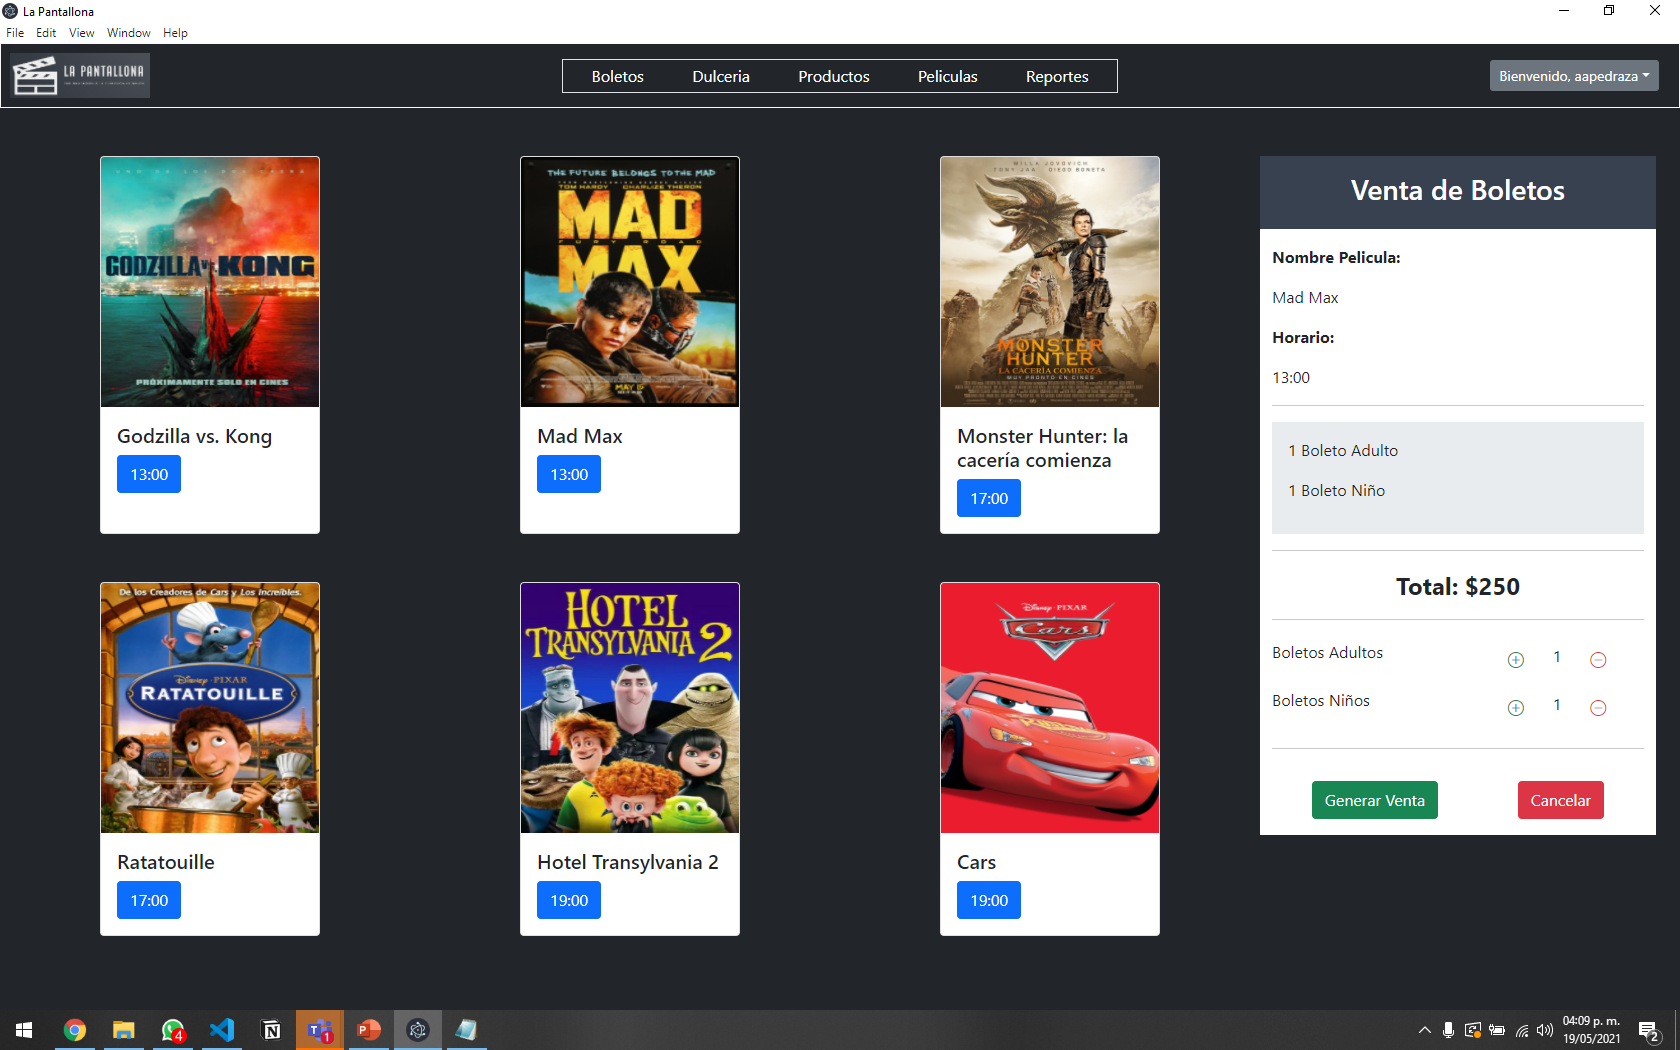 La Pantallona
File Edit View Window Help
LA PANTALLONA
Boletos Dulceria Productos Peliculas Reportes
Bienvenido, aapedraza
GODZILLA vs. KONG
PRÓXIMAMENTE SOLO EN CINES
Godzilla vs. Kong
13:00
THE FUTURE BELONGS TO THE MAD
TOM HARDY CHARLIZE THERON
MAD
FURY ROAD
MAX
MAY 15
Mad Max
13:00
MILLA JOVOVICH
TONY JAA DIEGO BONETA
MONSTER
HUNTER
LA CACERÍA COMIENZA
MUY PRONTO EN CINES
Monster Hunter: la
cacería comienza
17:00
De los Creadores de Cars y Los Increíbles.
Disney · PIXAR
RATATOUILLE
Ratatouille
17:00
HOTEL
TRANSYLVANIA 2
Hotel Transylvania 2
19:00
Disney · PIXAR
Cars
Cars
19:00
Venta de Boletos
Nombre Pelicula:
Mad Max
Horario:
13:00
1 Boleto Adulto
1 Boleto Niño
Total: $250
Boletos Adultos 1
Boletos Niños 1
Generar Venta Cancelar
4
1
04:09 p. m.
19/05/2021
2